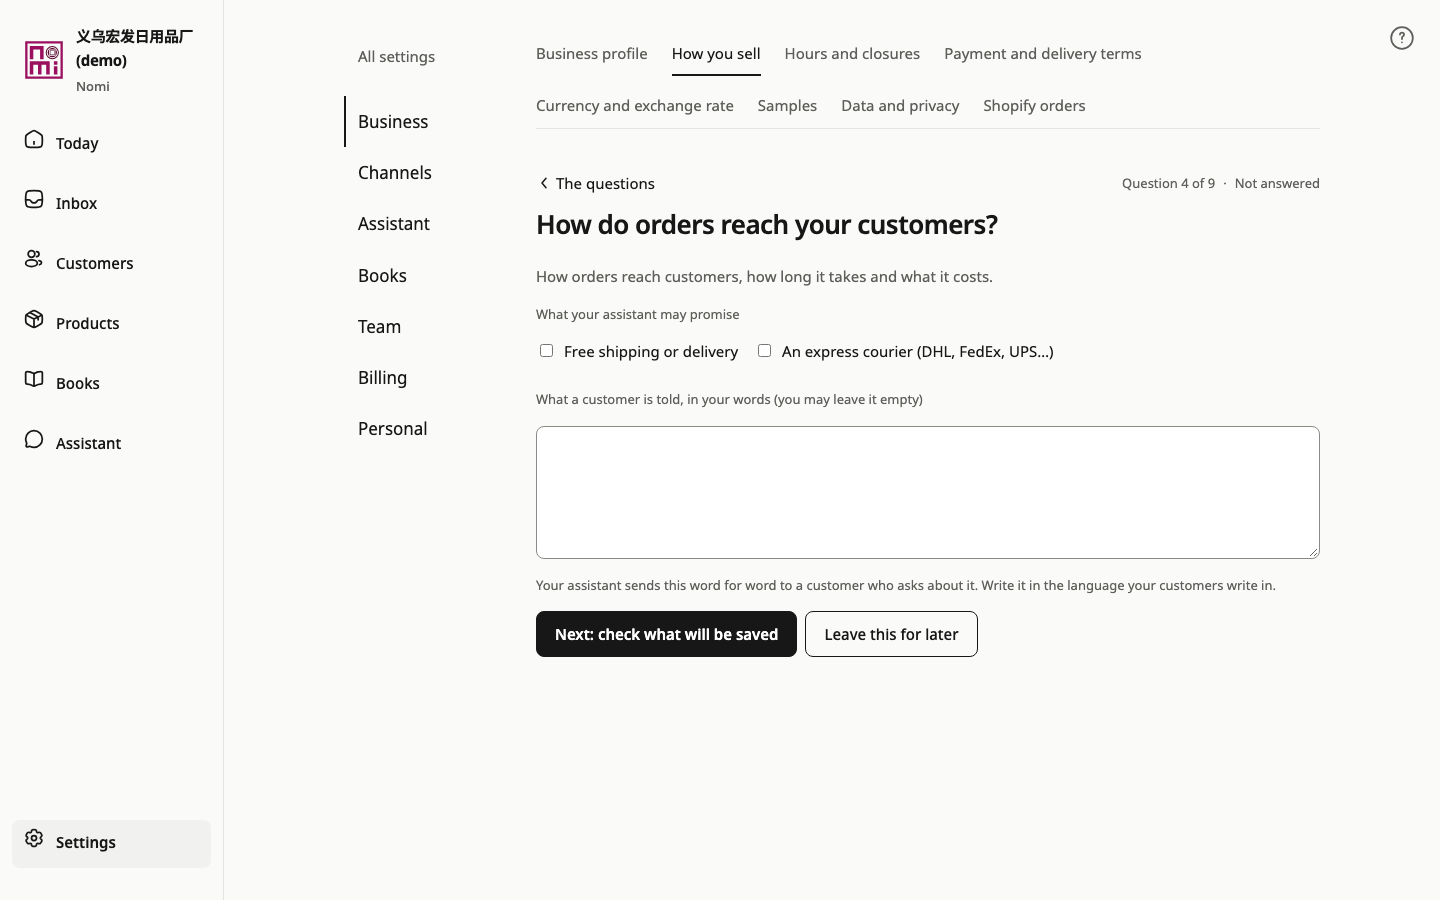 义乌宏发日用品厂
(demo)
Nomi
Today
Inbox
Customers
Products
Books
Assistant
Settings
All settings
Business
Channels
Assistant
Books
Team
Billing
Personal
Business profile
How you sell
Hours and closures
Payment and delivery terms
Currency and exchange rate
Samples
Data and privacy
Shopify orders
The questions
Question 4 of 9 · Not answered
How do orders reach your customers?
How orders reach customers, how long it takes and what it costs.
What your assistant may promise
Free shipping or delivery
An express courier (DHL, FedEx, UPS...)
What a customer is told, in your words (you may leave it empty)
Your assistant sends this word for word to a customer who asks about it. Write it in the language your customers write in.
Next: check what will be saved
Leave this for later